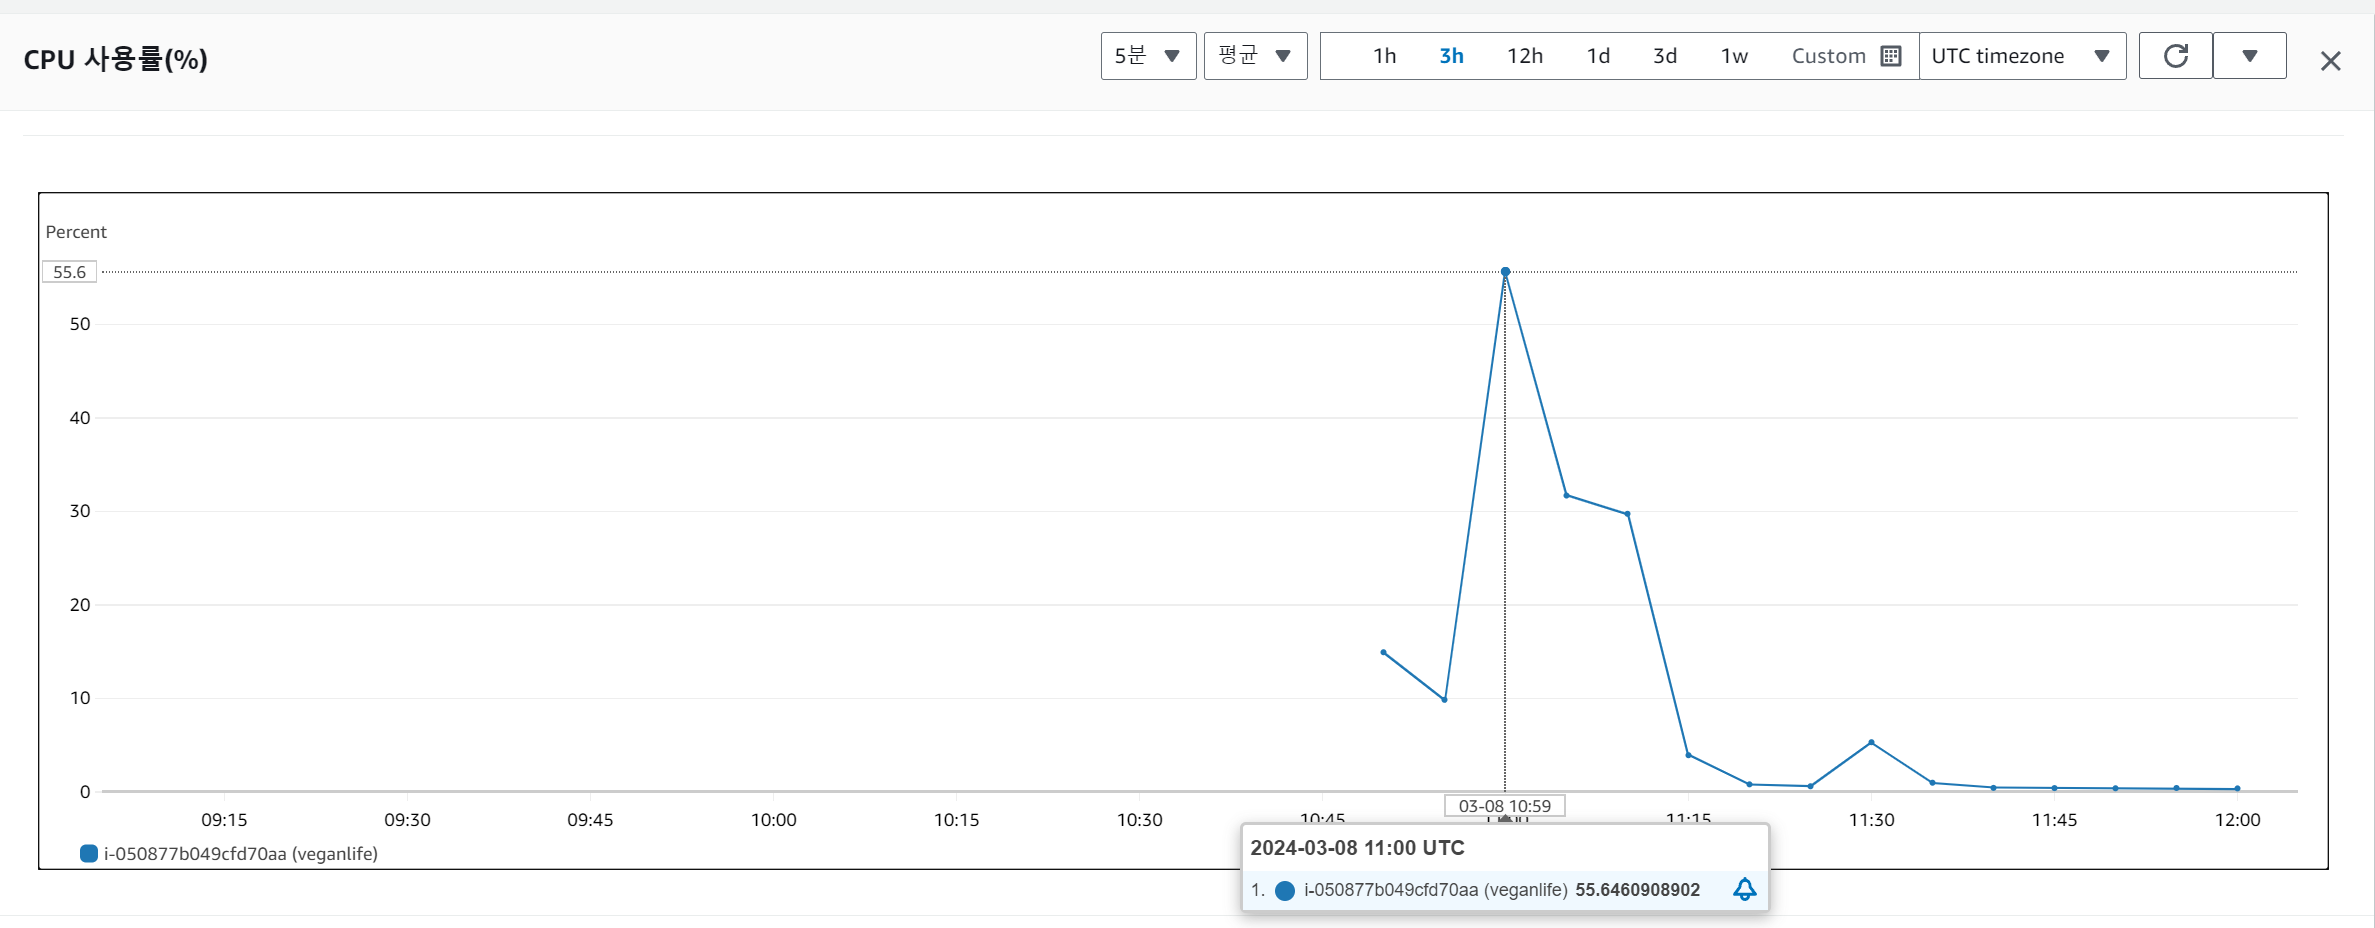 CPU 사용률(%)
5분 평균 1h 3h 12h 1d 3d 1w Custom UTC timezone
Percent
55.6
50
40
30
20
10
0
03-08 10:59
09:15 09:30 09:45 10:00 10:15 10:30 10:45 11:00 11:15 11:30 11:45 12:00
i-050877b049cfd70aa (veganlife)
2024-03-08 11:00 UTC
1. i-050877b049cfd70aa (veganlife) 55.6460908902